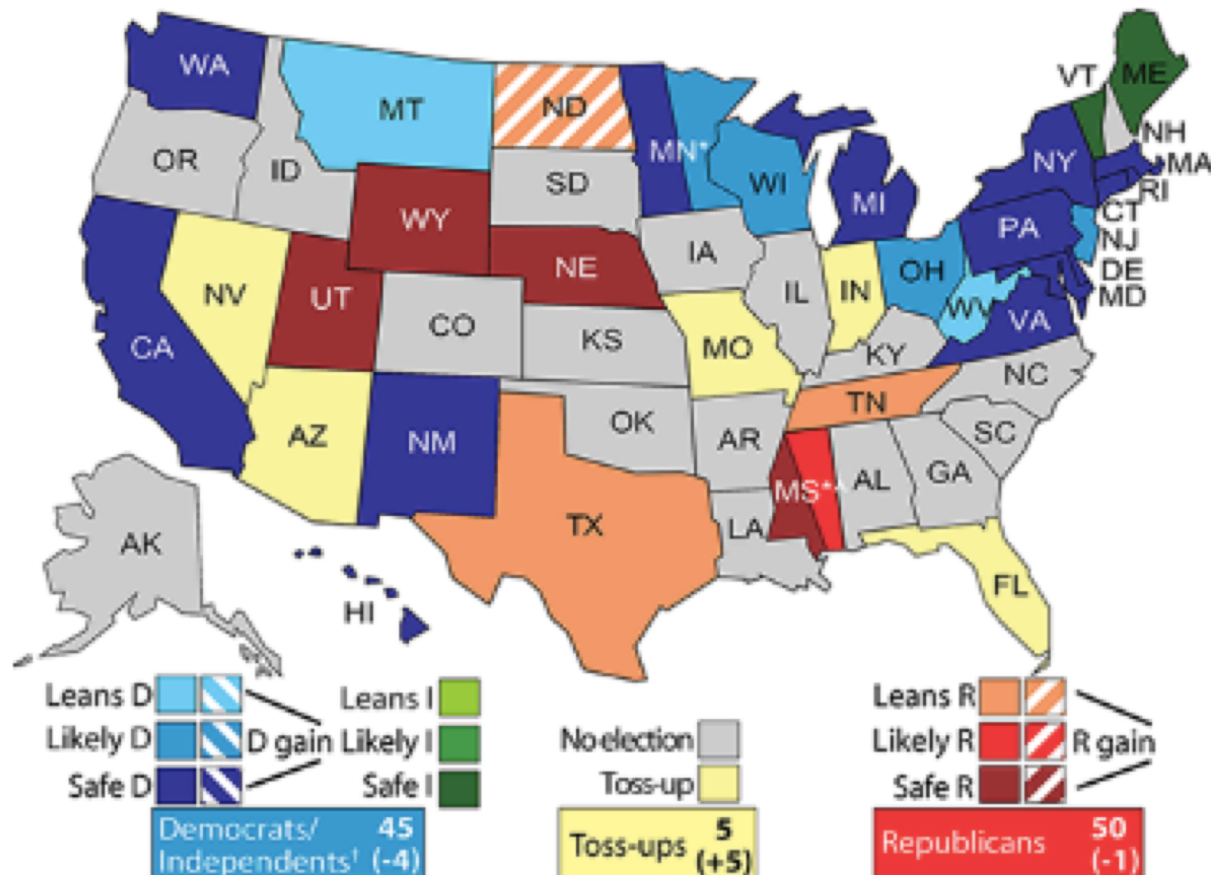 WA
MT
ND
MN*
VT
ME
OR
ID
SD
WI
MI
NY
NH
MA
RI
WY
CT
PA
NJ
IA
NE
OH
DE
NV
UT
IL
IN
MD
WV
CO
VA
CA
KS
MO
KY
NC
TN
AZ
NM
OK
AR
SC
MS*^
AL
GA
TX
LA
AK
FL
HI
Leans D
Leans I
Leans R
Likely D
D gain
Likely I
No election
Likely R
R gain
Safe D
Safe I
Toss-up
Safe R
Democrats/ 45
Independents† (-4)
Toss-ups 5
(+5)
Republicans 50
(-1)